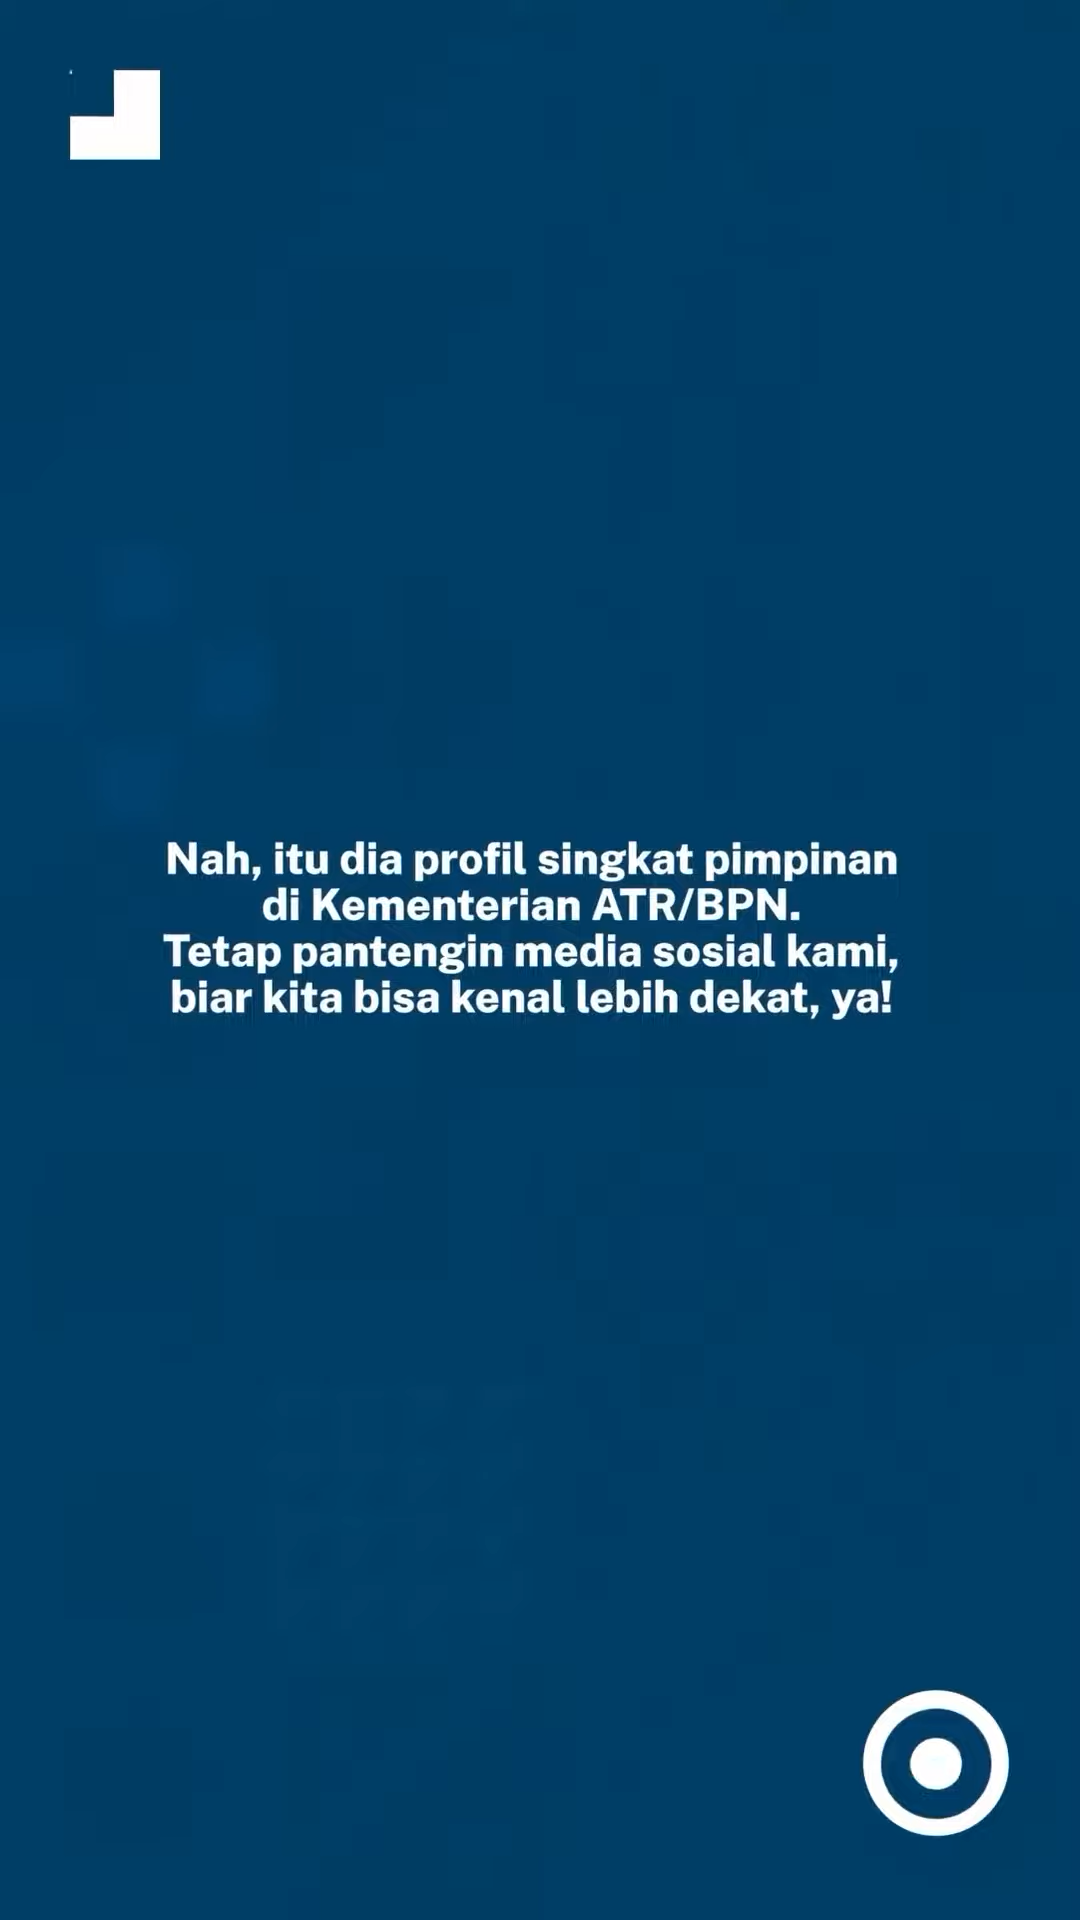 Nah, itu dia profil singkat pimpinan
di Kementerian ATR/BPN.
Tetap pantengin media sosial kami,
biar kita bisa kenal lebih dekat, ya!